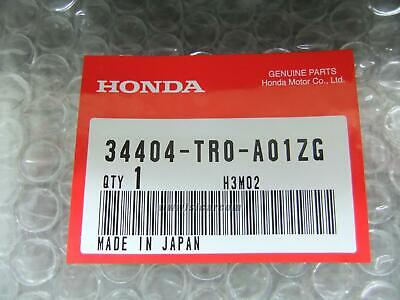 HONDA
GENUINE PARTS
Honda Motor Co., Ltd.
34404-TR0-A01ZG
QTY 1 H3M02
MADE IN JAPAN